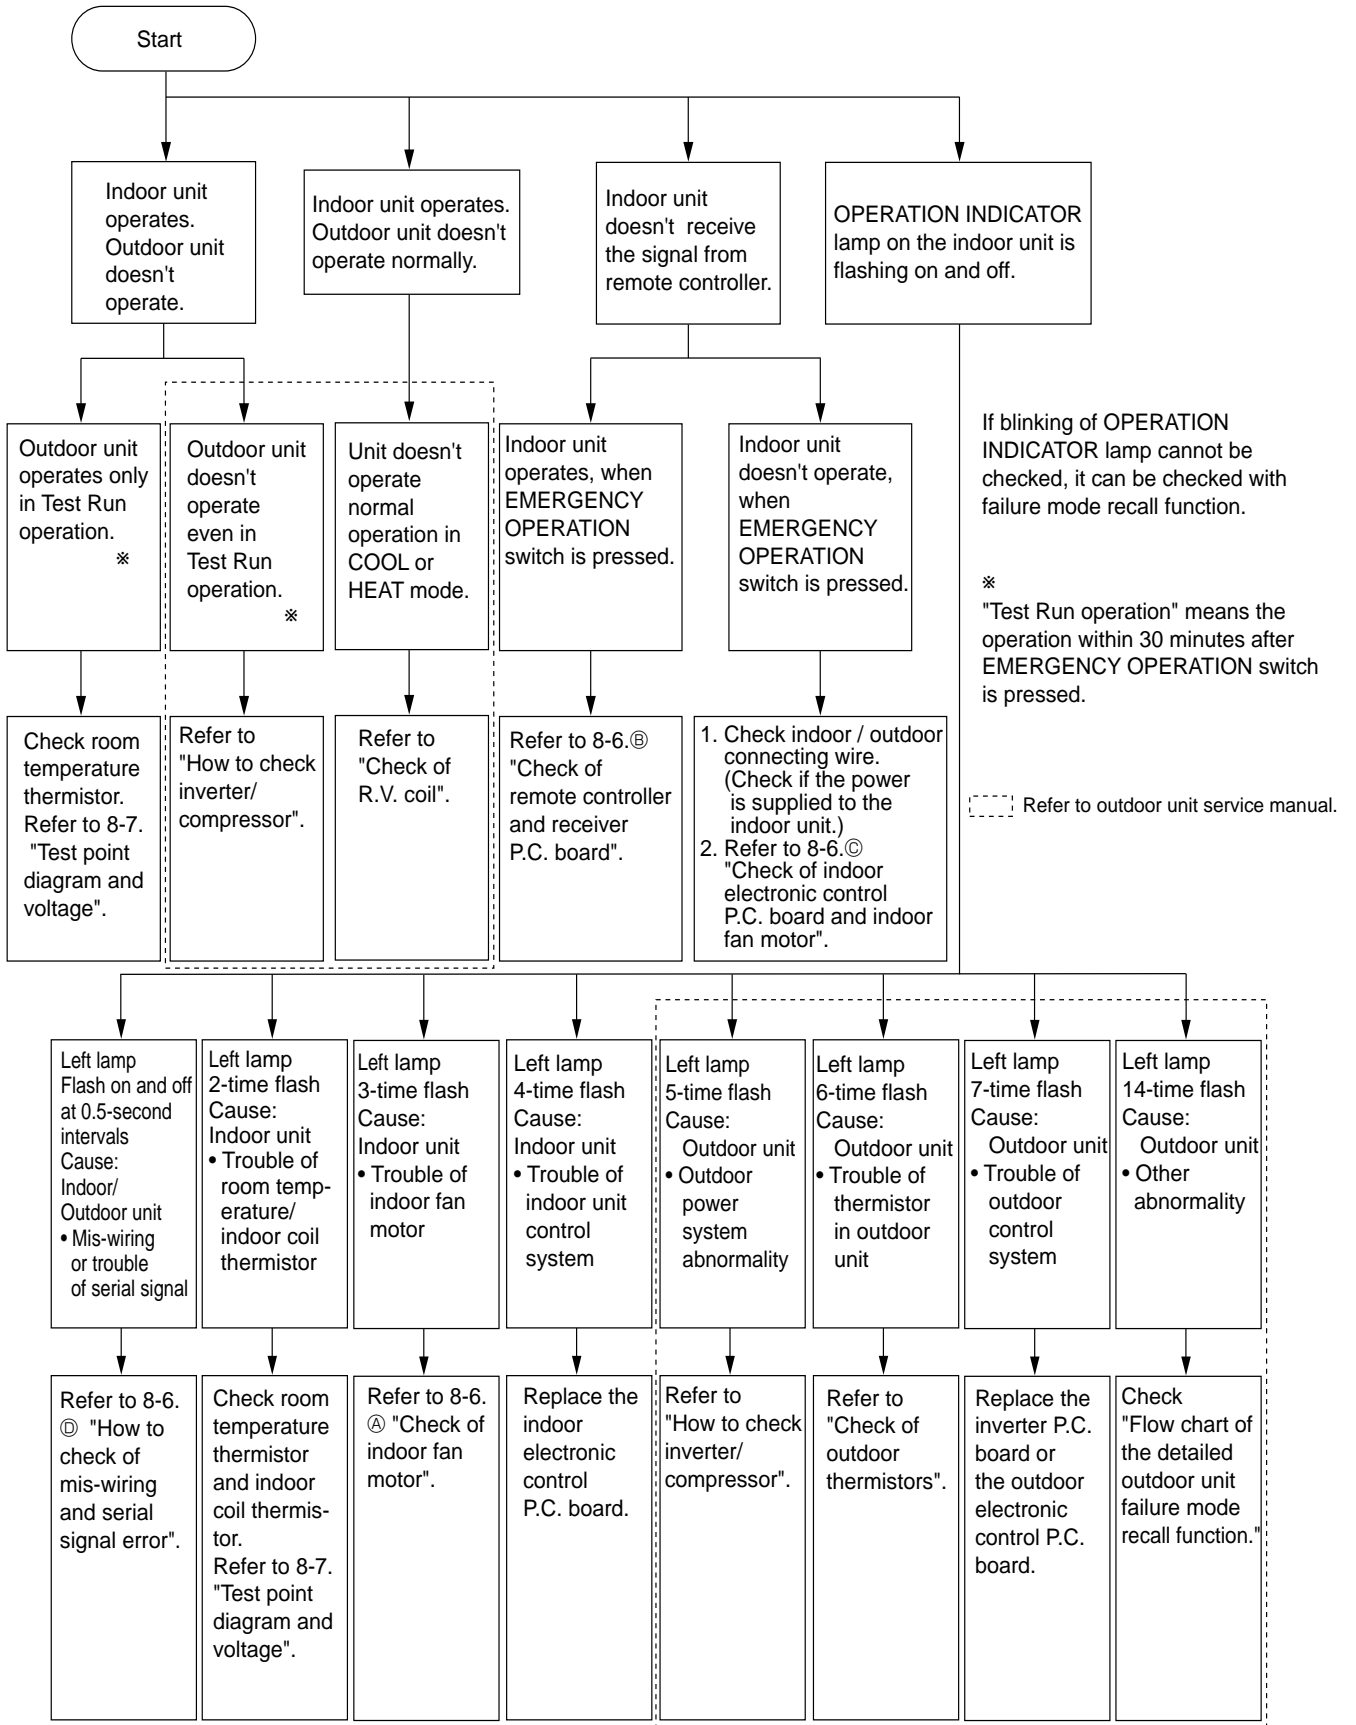 Start
Indoor unit
operates.
Outdoor unit
doesn't
operate.
Indoor unit operates.
Outdoor unit doesn't
operate normally.
Indoor unit
doesn't receive
the signal from
remote controller.
OPERATION INDICATOR
lamp on the indoor unit is
flashing on and off.
Outdoor unit
operates only
in Test Run
operation.
※
Outdoor unit
doesn't
operate
even in
Test Run
operation.
※
Unit doesn't
operate
normal
operation in
COOL or
HEAT mode.
Indoor unit
operates, when
EMERGENCY
OPERATION
switch is pressed.
Indoor unit
doesn't operate,
when
EMERGENCY
OPERATION
switch is pressed.
If blinking of OPERATION
INDICATOR lamp cannot be
checked, it can be checked with
failure mode recall function.
※
"Test Run operation" means the
operation within 30 minutes after
EMERGENCY OPERATION switch
is pressed.
Check room
temperature
thermistor.
Refer to 8-7.
"Test point
diagram and
voltage".
Refer to
"How to check
inverter/
compressor".
Refer to
"Check of
R.V. coil".
Refer to 8-6.Ⓑ
"Check of
remote controller
and receiver
P.C. board".
1. Check indoor / outdoor
connecting wire.
(Check if the power
is supplied to the
indoor unit.)
2. Refer to 8-6.Ⓒ
"Check of indoor
electronic control
P.C. board and indoor
fan motor".
Refer to outdoor unit service manual.
Left lamp
Flash on and off
at 0.5-second
intervals
Cause:
Indoor/
Outdoor unit
• Mis-wiring
or trouble
of serial signal
Left lamp
2-time flash
Cause:
Indoor unit
• Trouble of
room temp-
erature/
indoor coil
thermistor
Left lamp
3-time flash
Cause:
Indoor unit
• Trouble of
indoor fan
motor
Left lamp
4-time flash
Cause:
Indoor unit
• Trouble of
indoor unit
control
system
Left lamp
5-time flash
Cause:
Outdoor unit
• Outdoor
power
system
abnormality
Left lamp
6-time flash
Cause:
Outdoor unit
• Trouble of
thermistor
in outdoor
unit
Left lamp
7-time flash
Cause:
Outdoor unit
• Trouble of
outdoor
control
system
Left lamp
14-time flash
Cause:
Outdoor unit
• Other
abnormality
Refer to 8-6.
Ⓓ "How to
check of
mis-wiring
and serial
signal error".
Check room
temperature
thermistor
and indoor
coil thermis-
tor.
Refer to 8-7.
"Test point
diagram and
voltage".
Refer to 8-6.
Ⓐ "Check of
indoor fan
motor".
Replace the
indoor
electronic
control
P.C. board.
Refer to
"How to check
inverter/
compressor".
Refer to
"Check of
outdoor
thermistors".
Replace the
inverter P.C.
board or
the outdoor
electronic
control P.C.
board.
Check
"Flow chart of
the detailed
outdoor unit
failure mode
recall function."